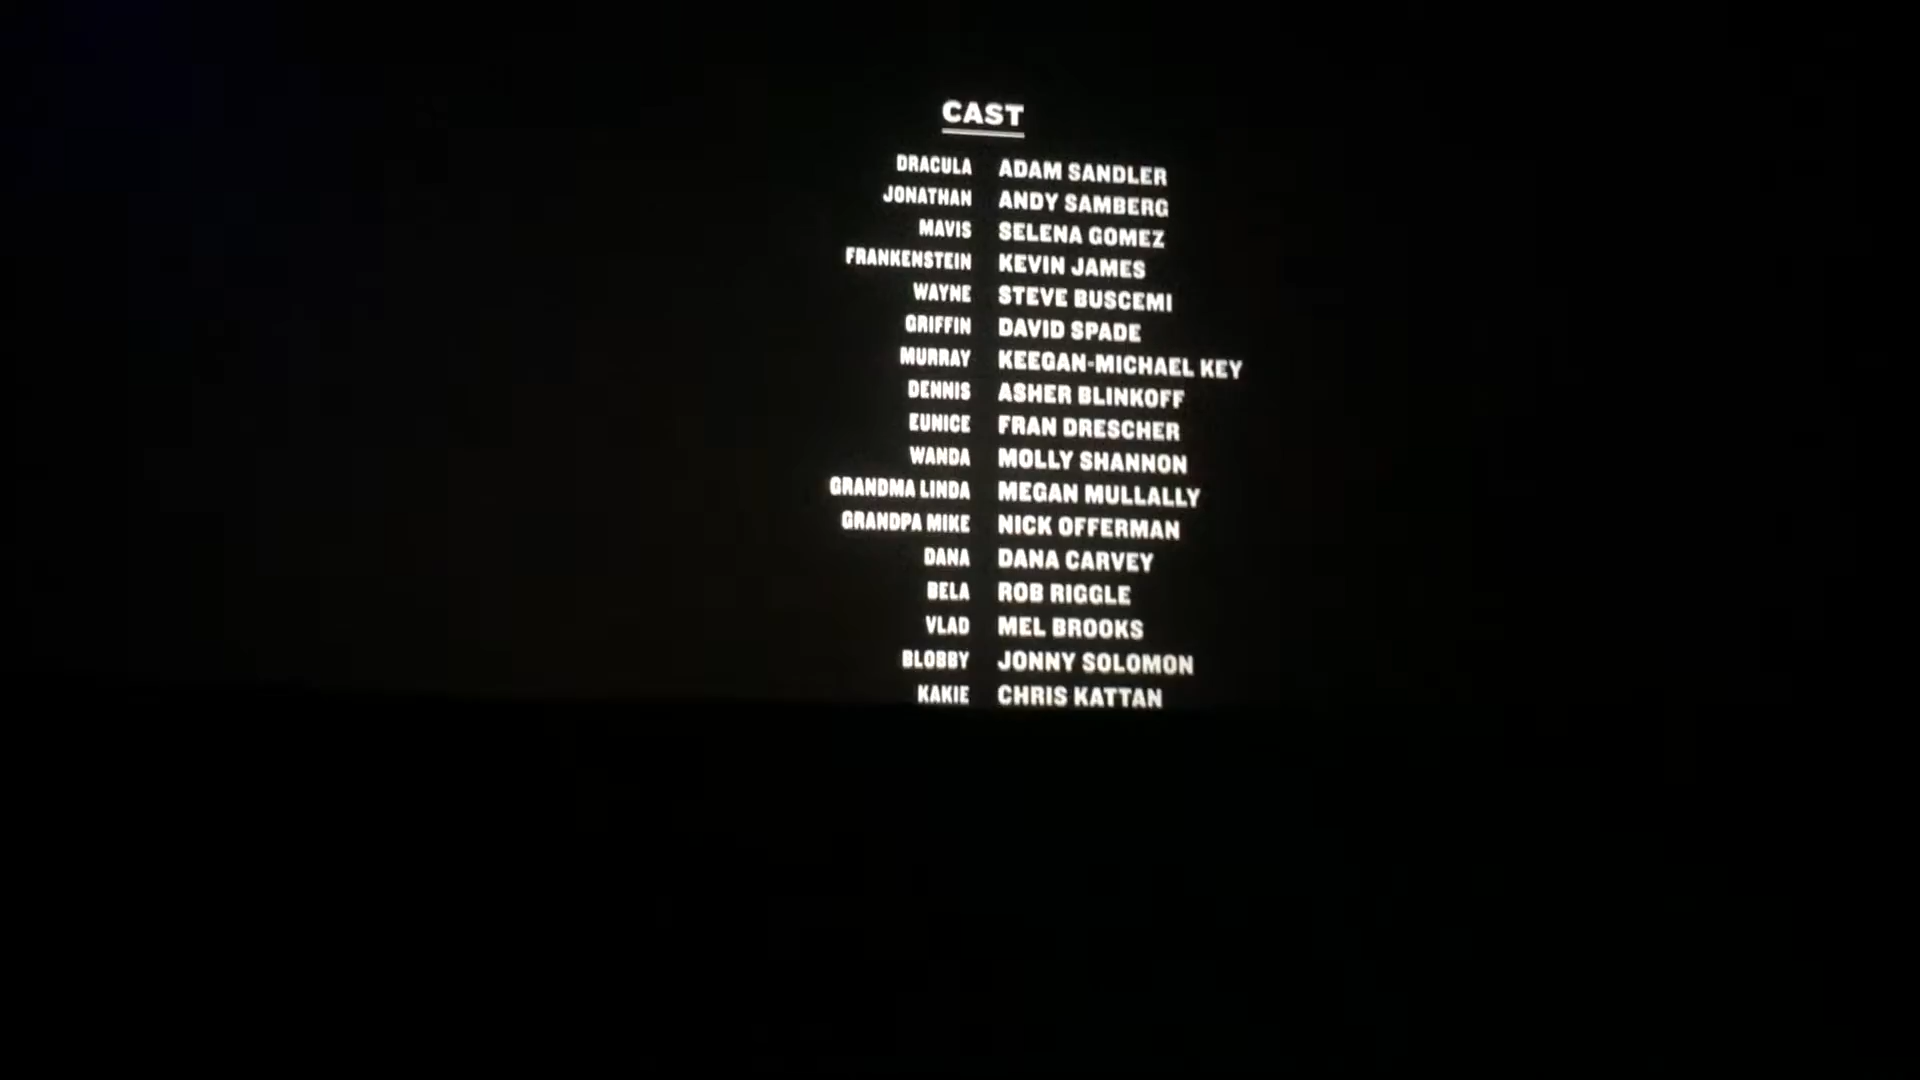 CAST
DRACULA ADAM SANDLER
JONATHAN ANDY SAMBERG
MAVIS SELENA GOMEZ
FRANKENSTEIN KEVIN JAMES
WAYNE STEVE BUSCEMI
GRIFFIN DAVID SPADE
MURRAY KEEGAN-MICHAEL KEY
DENNIS ASHER BLINKOFF
EUNICE FRAN DRESCHER
WANDA MOLLY SHANNON
GRANDMA LINDA MEGAN MULLALLY
GRANDPA MIKE NICK OFFERMAN
DANA DANA CARVEY
BELA ROB RIGGLE
VLAD MEL BROOKS
BLOBBY JONNY SOLOMON
KAKIE CHRIS KATTAN